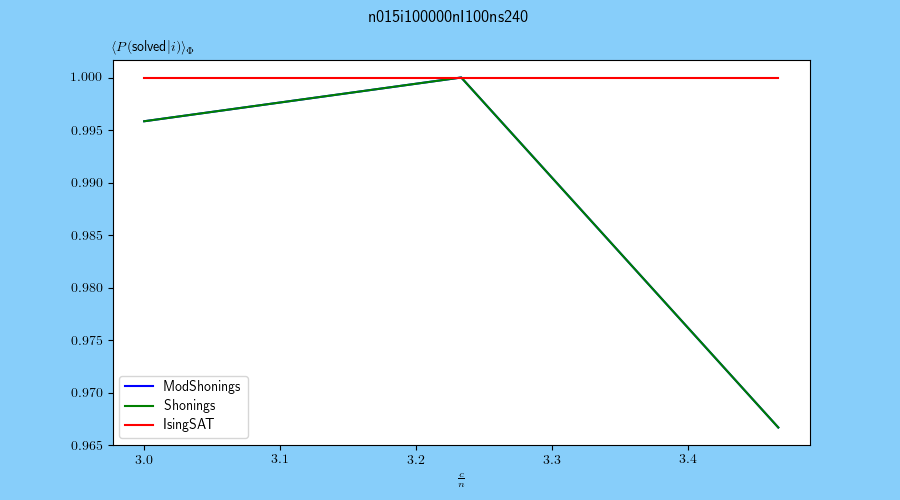 n015i100000nI100ns240
⟨P(solved|i)⟩_Φ
1.000
0.995
0.990
0.985
0.980
0.975
0.970
0.965
ModShonings
Shonings
IsingSAT
3.0 3.1 3.2 3.3 3.4
c/n